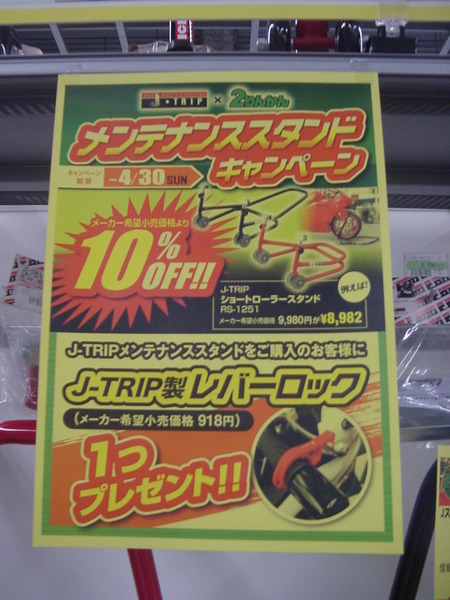 J-TRIP × 2りんかん
メンテナンススタンド
キャンペーン
キャンペーン期間 ~4/30 SUN
メーカー希望小売価格より
10%
OFF!!
J-TRIP
ショートローラースタンド
RS-1251
メーカー希望小売価格 9,980円が¥8,982
例えば!
J-TRIPメンテナンススタンドをご購入のお客様に
J-TRIP製レバーロック
(メーカー希望小売価格 918円)
1つ
プレゼント!!